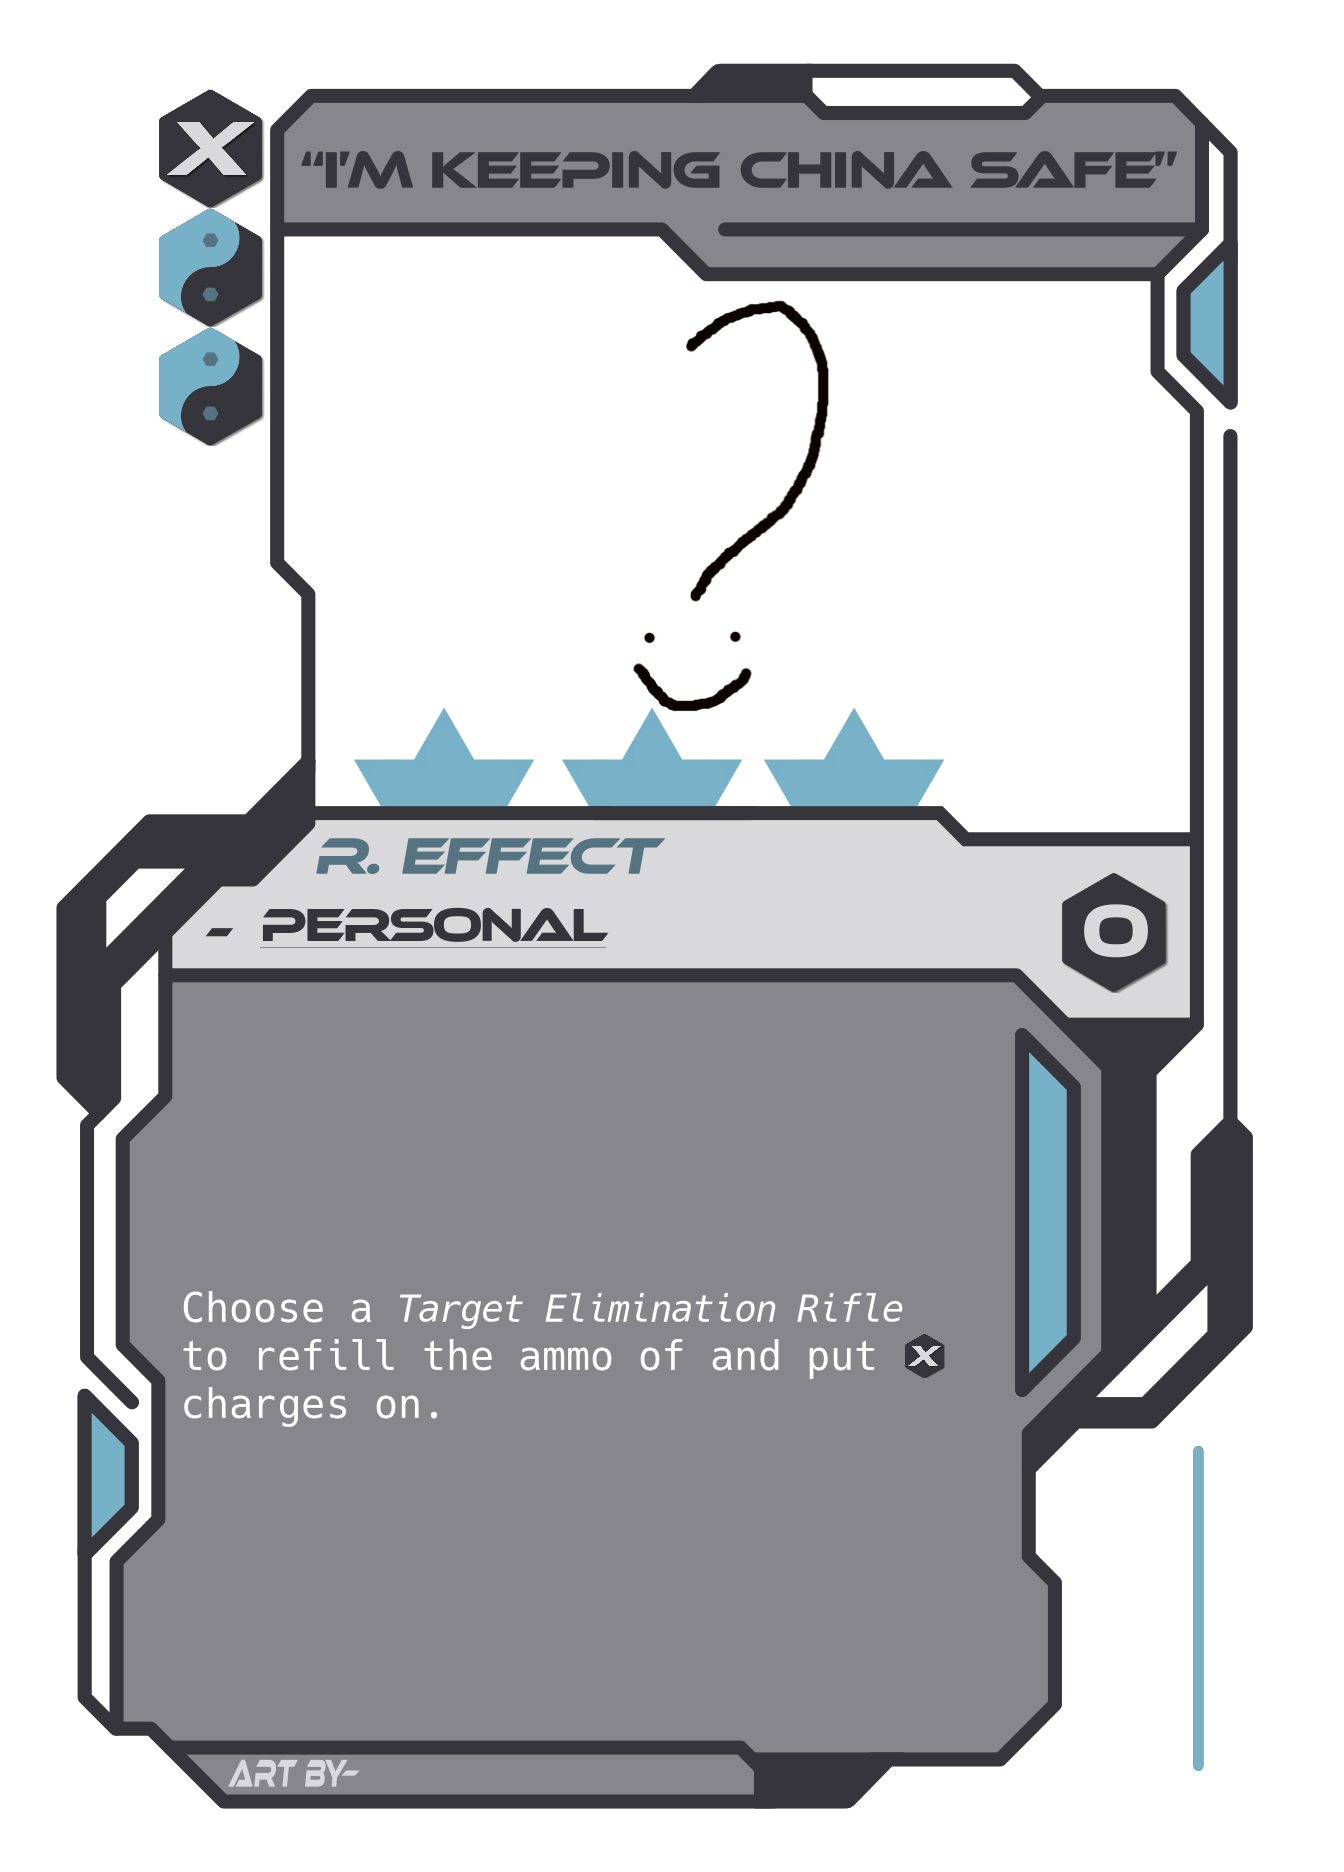 X
“I'M KEEPING CHINA SAFE”
R. EFFECT
- PERSONAL
0
Choose a Target Elimination Rifle
to refill the ammo of and put X
charges on.
ART BY-